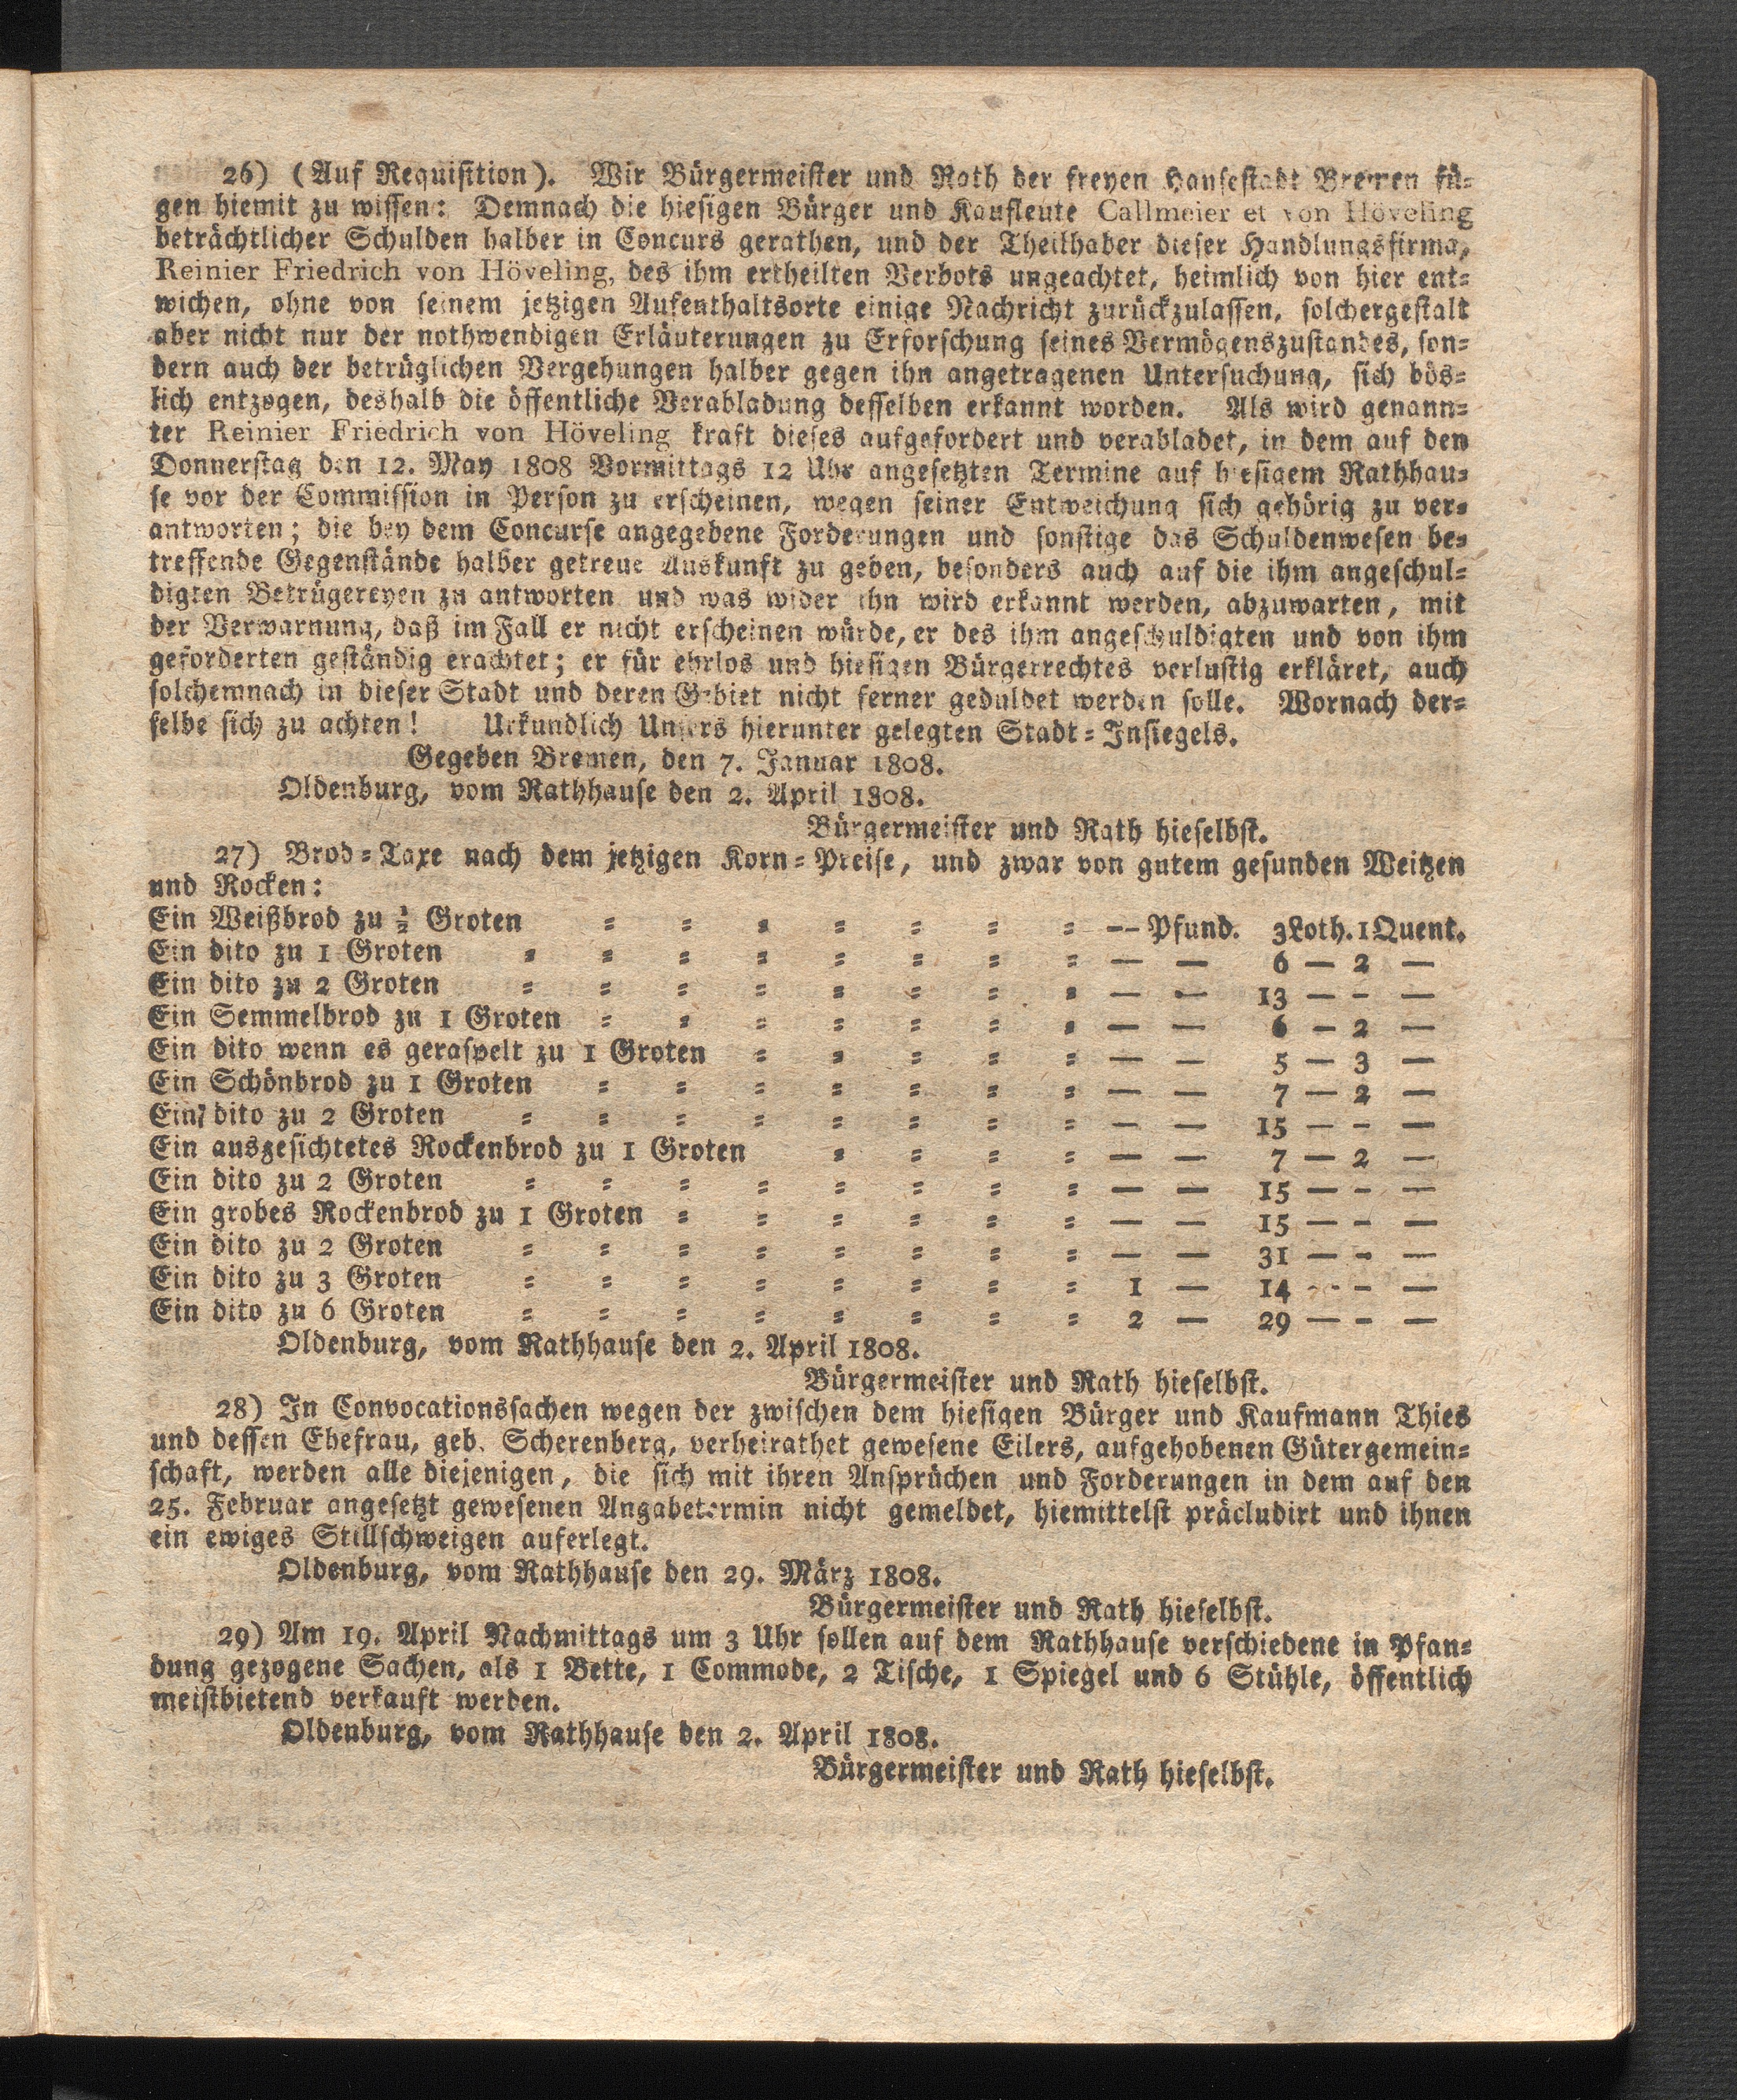 26) (Auf Requisition). Wir Bürgermeister und Rath der freyen Hansestadt Bremen fü-
gen hiemit zu wissen: Demnach die hiesigen Bürger und Kaufleute Callmeier et von Höveling
beträchtlicher Schulden halber in Concurs gerathen, und der Theilhaber dieser Handlungsfirma,
Reinier Friedrich von Höveling, des ihm ertheilten Verbots ungeachtet, heimlich von hier ent-
wichen, ohne von seinem jetzigen Aufenthaltsorte einige Nachricht zurückzulassen, solchergestalt
aber nicht nur der nothwendigen Erläuterungen zu Erforschung seines Vermögenszustandes, son-
dern auch der betrüglichen Vergehungen halber gegen ihn angetragenen Untersuchung, sich bös-
lich entzogen, deshalb die öffentliche Verabladung desselben erkannt worden. Als wird genann-
ter Reinier Friedrich von Höveling kraft dieses aufgefordert und verabladet, in dem auf den
Donnerstag den 12. May 1808 Vormittags 12 Uhr angesetzten Termine auf hiesigem Rathhau-
se vor der Commission in Person zu erscheinen, wegen seiner Entweichung sich gehörig zu ver-
antworten; die bey dem Concurse angegebene Forderungen und sonstige das Schuldenwesen be-
treffende Gegenstände halber getreue Auskunft zu geben, besonders auch auf die ihm angeschul-
digten Betrügereyen zu antworten und was wider ihn wird erkannt werden, abzuwarten, mit
der Verwarnung, daß im Fall er nicht erscheinen würde, er des ihm angeschuldigten und von ihm
geforderten geständig erachtet; er für ehrlos und hiesigen Bürgerrechtes verlustig erkläret, auch
solchemnach in dieser Stadt und deren Gebiet nicht ferner geduldet werden solle. Wornach der-
selbe sich zu achten! Urkundlich Unsers hierunter gelegten Stadt-Insiegels.
Gegeben Bremen, den 7. Januar 1808.
Oldenburg, vom Rathhause den 2. April 1808.
Bürgermeister und Rath hieselbst.
27) Brod-Taxe nach dem jetzigen Korn-Preise, und zwar von gutem gesunden Weitzen
und Rocken:
Ein Weißbrod zu ½ Groten = = = = = = = -- Pfund. 3 Loth. 1 Quent.
Ein dito zu 1 Groten = = = = = = = = — — 6 — 2 —
Ein dito zu 2 Groten = = = = = = = = — — 13 — - —
Ein Semmelbrod zu 1 Groten = = = = = = = — — 6 — 2 —
Ein dito wenn es geraspelt zu 1 Groten = = = = = — — 5 — 3 —
Ein Schönbrod zu 1 Groten = = = = = = = — — 7 — 2 —
Ein dito zu 2 Groten = = = = = = = = — — 15 — - —
Ein ausgesichtetes Rockenbrod zu 1 Groten = = = = — — 7 — 2 —
Ein dito zu 2 Groten = = = = = = = = — — 15 — - —
Ein grobes Rockenbrod zu 1 Groten = = = = = = — — 15 — - —
Ein dito zu 2 Groten = = = = = = = = — — 31 — - —
Ein dito zu 3 Groten = = = = = = = = 1 — 14 — - —
Ein dito zu 6 Groten = = = = = = = = 2 — 29 — - —
Oldenburg, vom Rathhause den 2. April 1808.
Bürgermeister und Rath hieselbst.
28) In Convocationssachen wegen der zwischen dem hiesigen Bürger und Kaufmann Thies
und dessen Ehefrau, geb. Scherenberg, verheirathet gewesene Eilers, aufgehobenen Gütergemein-
schaft, werden alle diejenigen, die sich mit ihren Ansprüchen und Forderungen in dem auf den
25. Februar angesetzt gewesenen Angabetermin nicht gemeldet, hiemittelst präcludirt und ihnen
ein ewiges Stillschweigen auferlegt.
Oldenburg, vom Rathhause den 29. März 1808.
Bürgermeister und Rath hieselbst.
29) Am 19. April Nachmittags um 3 Uhr sollen auf dem Rathhause verschiedene in Pfan-
dung gezogene Sachen, als 1 Bette, 1 Commode, 2 Tische, 1 Spiegel und 6 Stühle, öffentlich
meistbietend verkauft werden.
Oldenburg, vom Rathhause den 2. April 1808.
Bürgermeister und Rath hieselbst.